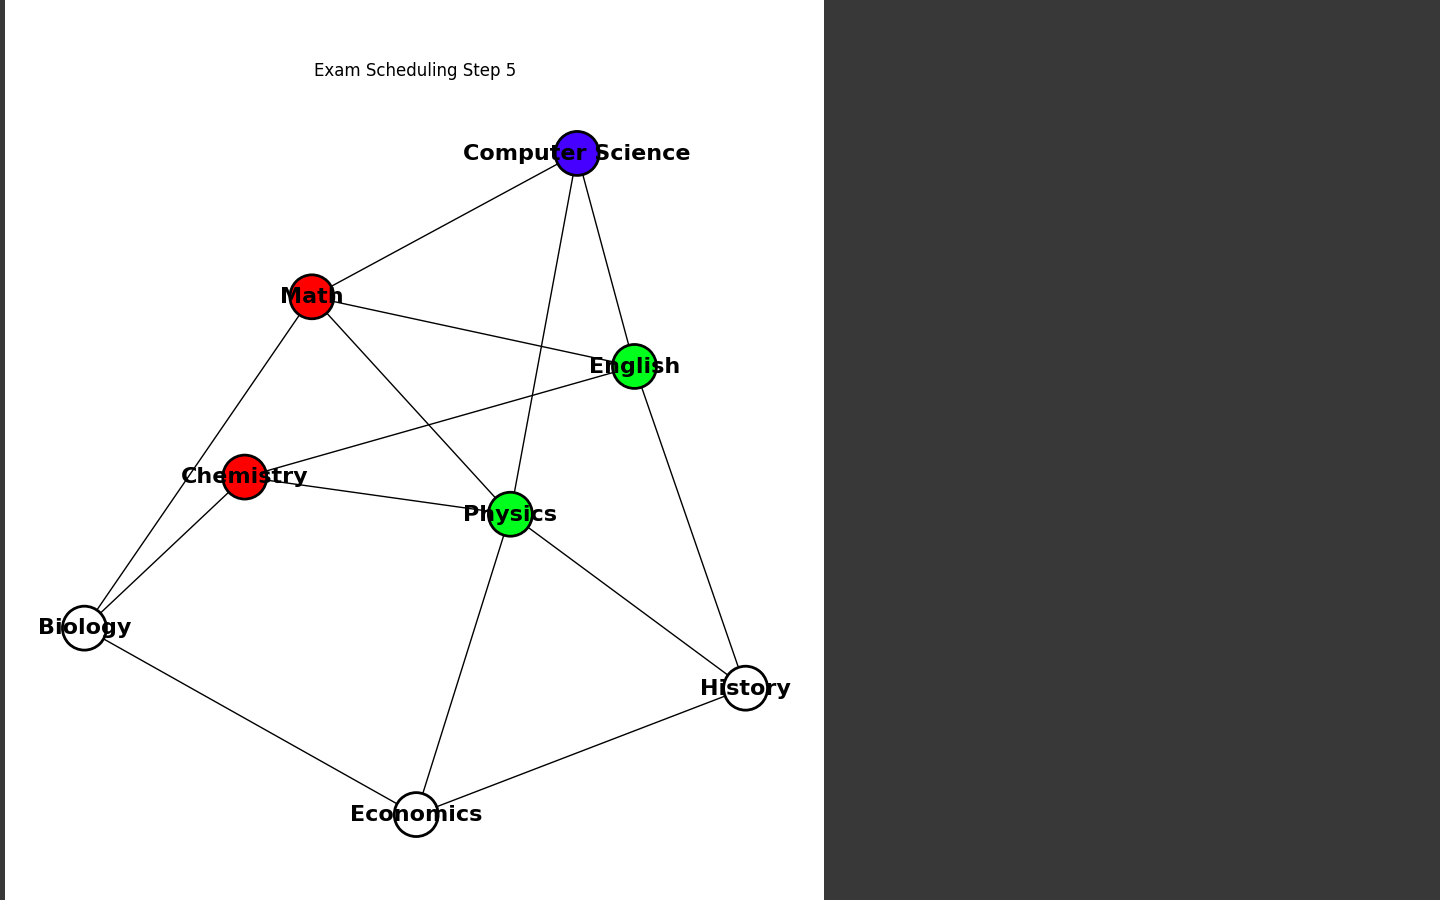 Exam Scheduling Step 5
Computer Science
Math
English
Chemistry
Physics
Biology
History
Economics